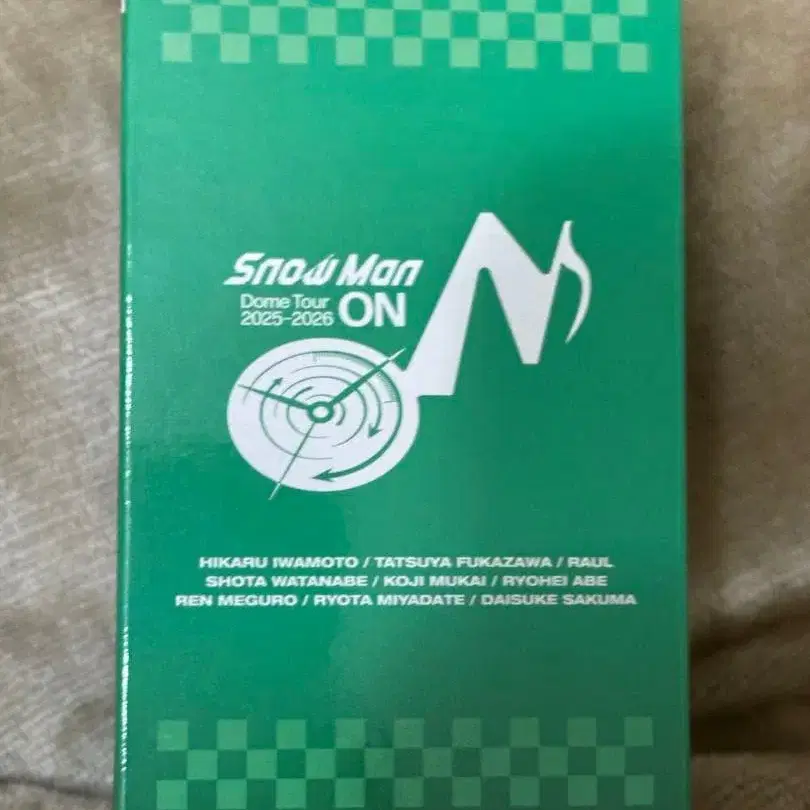 Snow Man
Dome Tour
2025-2026 ON
HIKARU IWAMOTO / TATSUYA FUKAZAWA / RAUL
SHOTA WATANABE / KOJI MUKAI / RYOHEI ABE
REN MEGURO / RYOTA MIYADATE / DAISUKE SAKUMA